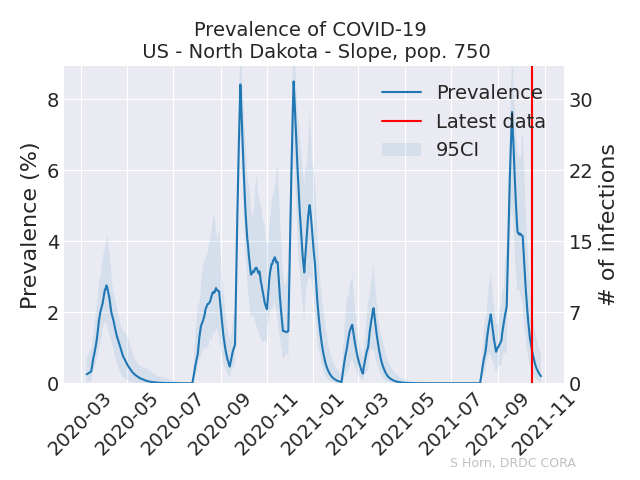 Prevalence of COVID-19
US - North Dakota - Slope, pop. 750
Prevalence (%)
8
6
4
2
0
30
22
15
7
0
# of infections
Prevalence
Latest data
95CI
2020-03
2020-05
2020-07
2020-09
2020-11
2021-01
2021-03
2021-05
2021-07
2021-09
2021-11
S Horn, DRDC CORA